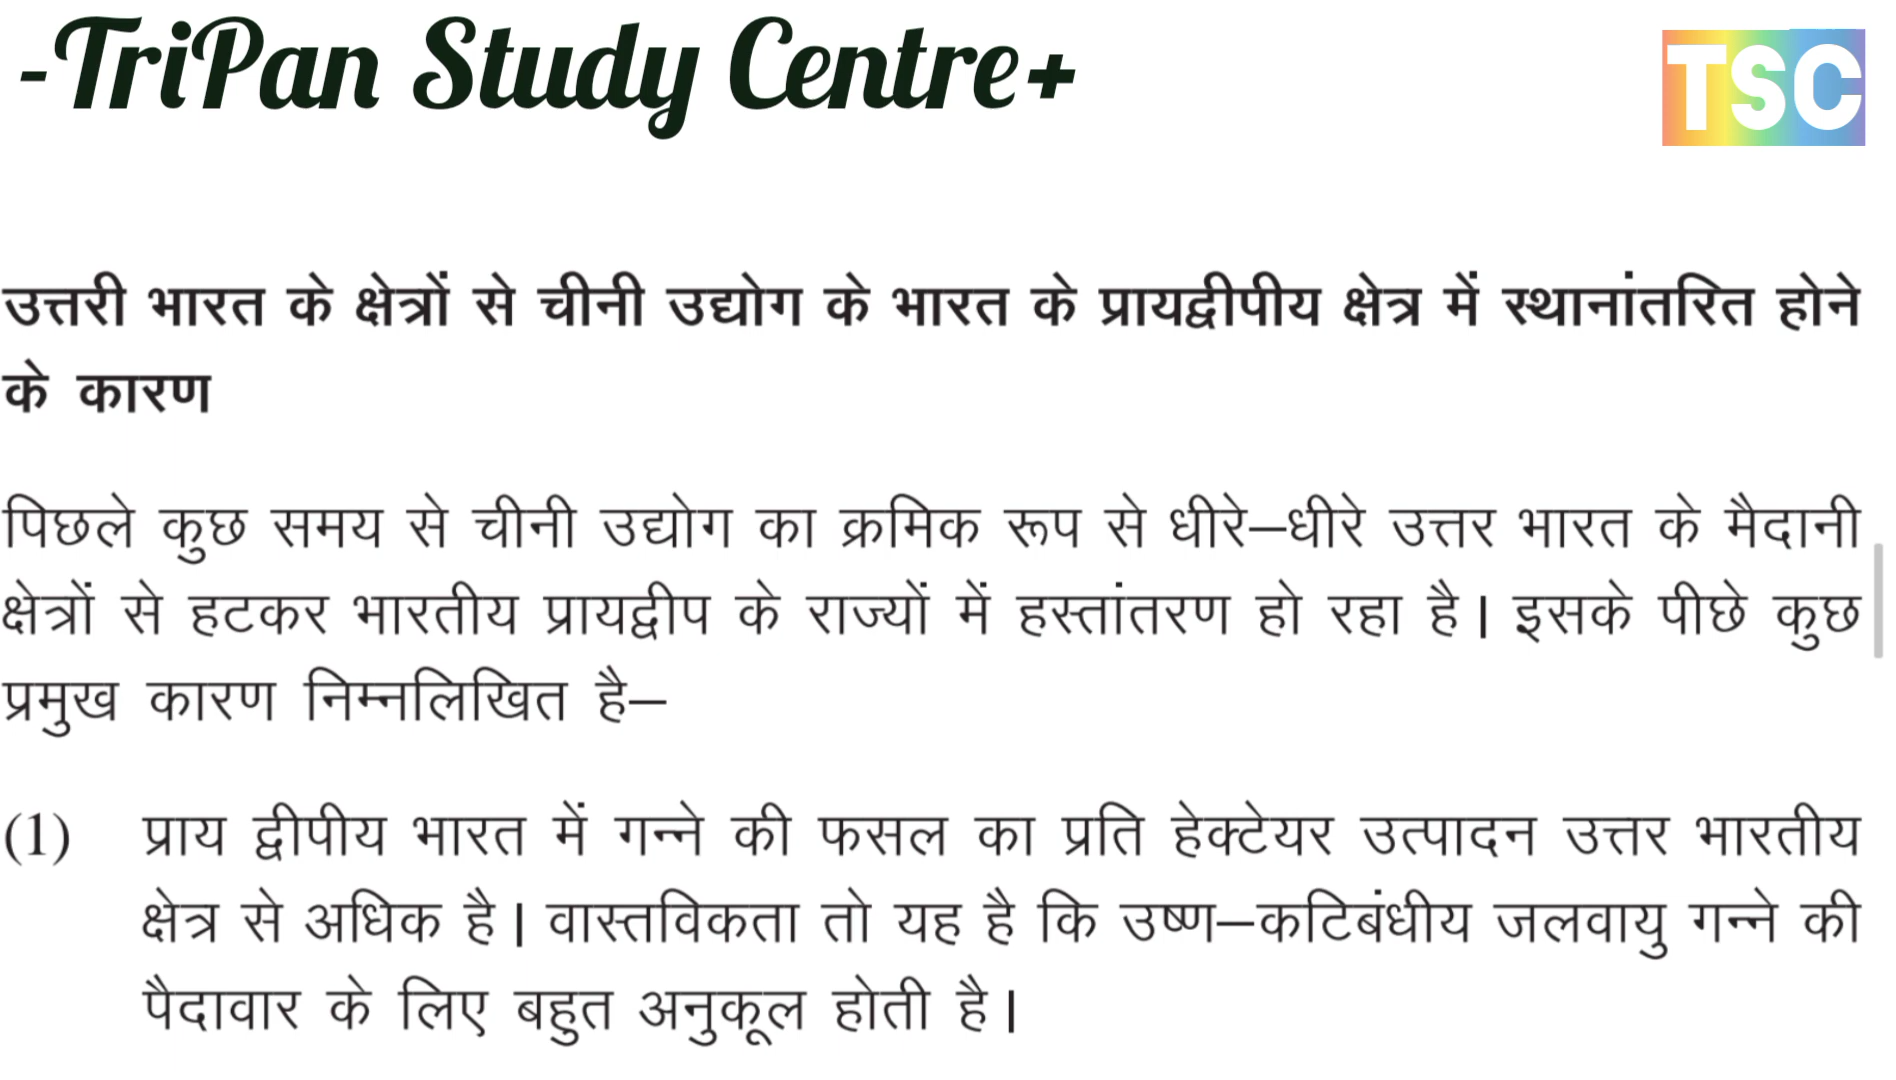 -TriPan Study Centre+
TSC
उत्तरी भारत के क्षेत्रों से चीनी उद्योग के भारत के प्रायद्वीपीय क्षेत्र में स्थानांतरित होने
के कारण
पिछले कुछ समय से चीनी उद्योग का क्रमिक रूप से धीरे–धीरे उत्तर भारत के मैदानी
क्षेत्रों से हटकर भारतीय प्रायद्वीप के राज्यों में हस्तांतरण हो रहा है। इसके पीछे कुछ
प्रमुख कारण निम्नलिखित है–
(1) प्राय द्वीपीय भारत में गन्ने की फसल का प्रति हेक्टेयर उत्पादन उत्तर भारतीय
क्षेत्र से अधिक है। वास्तविकता तो यह है कि उष्ण–कटिबंधीय जलवायु गन्ने की
पैदावार के लिए बहुत अनुकूल होती है।